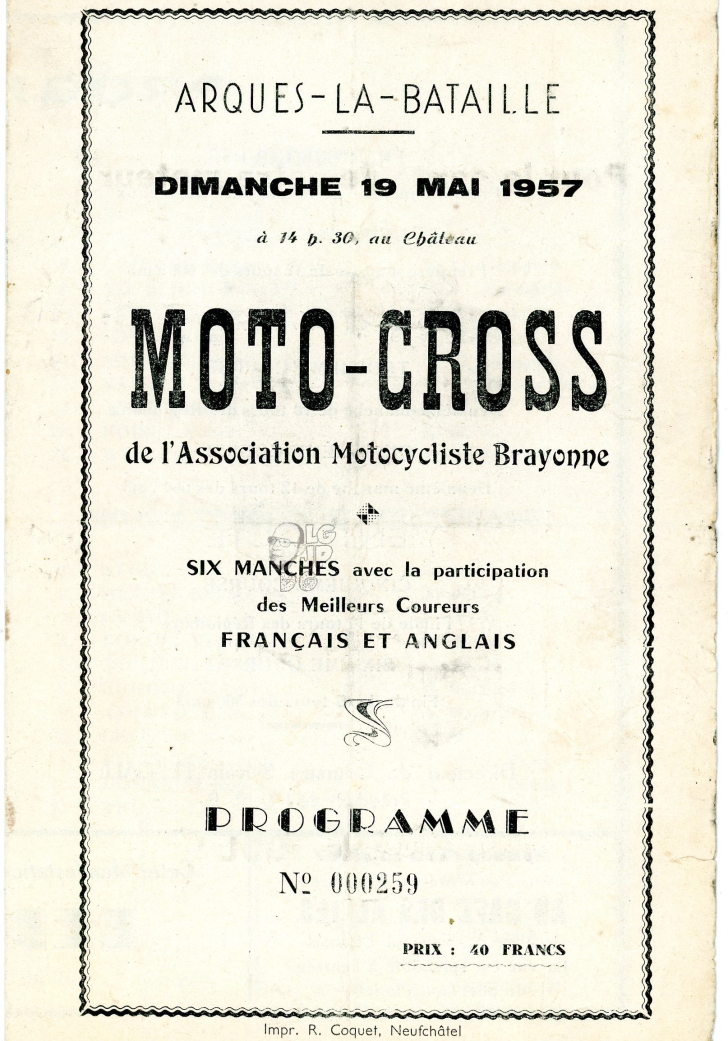 ARQUES-LA-BATAILLE
DIMANCHE 19 MAI 1957
à 14 h. 30, au Château
MOTO-CROSS
de l'Association Motocycliste Brayonne
SIX MANCHES avec la participation
des Meilleurs Coureurs
FRANÇAIS ET ANGLAIS
PROGRAMME
Nº 000259
PRIX : 40 FRANCS
Impr. R. Coquet, Neufchâtel